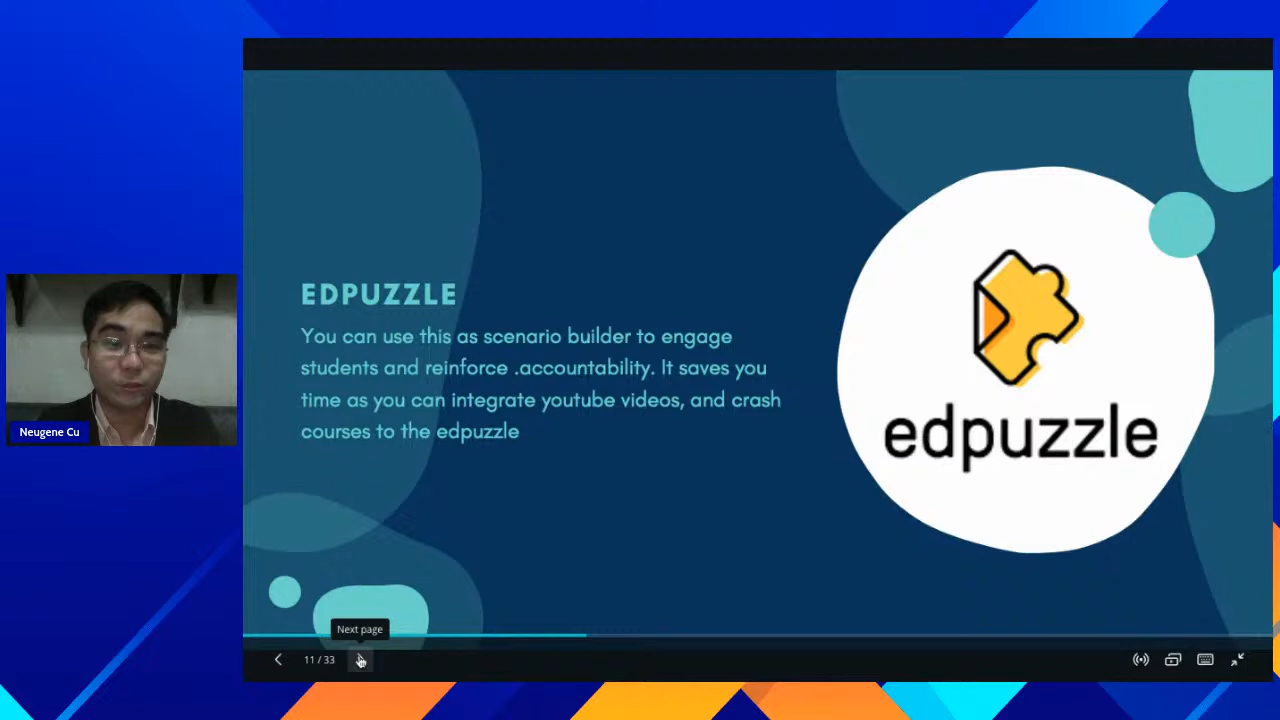 EDPUZZLE
You can use this as scenario builder to engage
students and reinforce .accountability. It saves you
time as you can integrate youtube videos, and crash
courses to the edpuzzle
edpuzzle
Neugene Cu
Next page
11 / 33